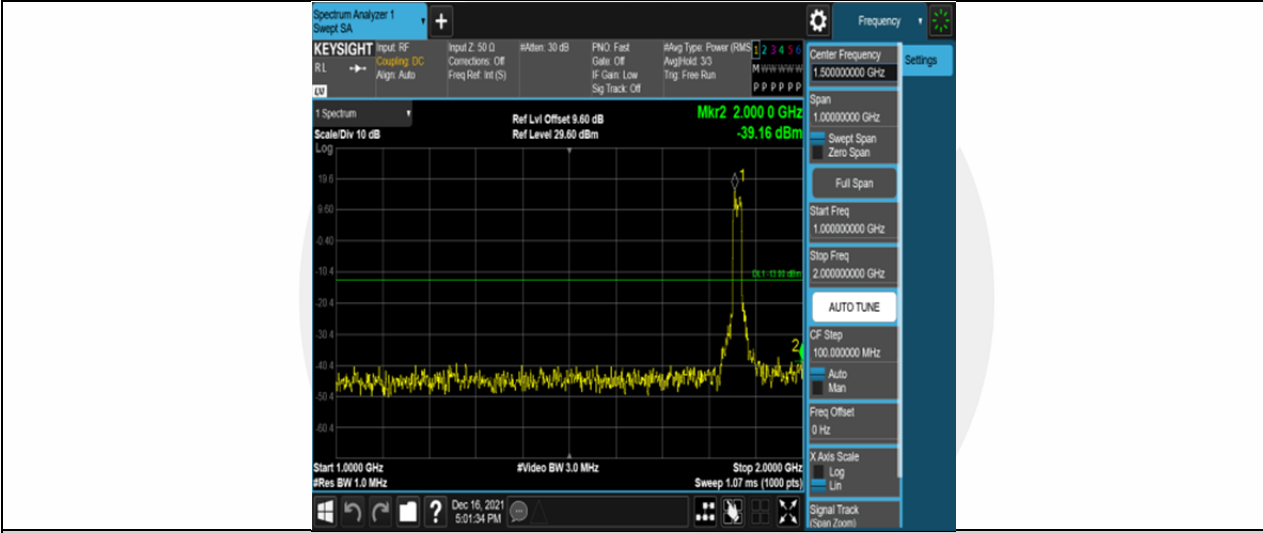 Spectrum Analyzer 1
Swept SA
+
Frequency
KEYSIGHT
RL
LV
Input: RF
Coupling: DC
Align: Auto
Input Z: 50 Ω
Corrections: Off
Freq Ref: Int (S)
#Atten: 30 dB
PNO: Fast
Gate: Off
IF Gain: Low
Sig Track: Off
#Avg Type: Power (RMS
Avg|Hold: 3/3
Trig: Free Run
1 2 3 4 5 6
M W W W W W
P P P P P P
1 Spectrum
Scale/Div 10 dB
Log
Ref Lvl Offset 9.60 dB
Ref Level 29.60 dBm
Mkr2 2.000 0 GHz
-39.16 dBm
19.6
9.60
-0.40
-10.4
-20.4
-30.4
-40.4
-50.4
-60.4
1
DL1 -13.00 dBm
2
Start 1.0000 GHz
#Res BW 1.0 MHz
#Video BW 3.0 MHz
Stop 2.0000 GHz
Sweep 1.07 ms (1000 pts)
?
Dec 16, 2021
5:01:34 PM
Center Frequency
1.500000000 GHz
Span
1.00000000 GHz
Swept Span
Zero Span
Full Span
Start Freq
1.000000000 GHz
Stop Freq
2.000000000 GHz
AUTO TUNE
CF Step
100.000000 MHz
Auto
Man
Freq Offset
0 Hz
X Axis Scale
Log
Lin
Signal Track
(Span Zoom)
Settings